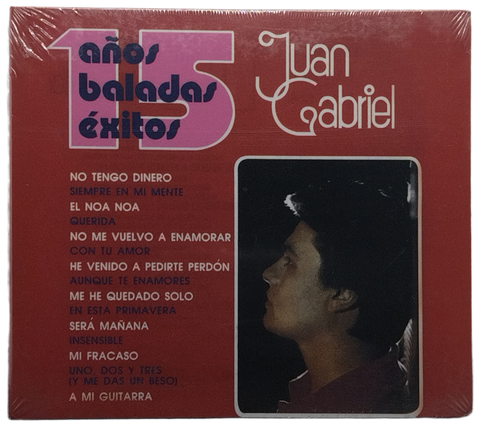 15
años
baladas
éxitos
Juan
Gabriel
NO TENGO DINERO
SIEMPRE EN MI MENTE
EL NOA NOA
QUERIDA
NO ME VUELVO A ENAMORAR
CON TU AMOR
HE VENIDO A PEDIRTE PERDÓN
AUNQUE TE ENAMORES
ME HE QUEDADO SOLO
EN ESTA PRIMAVERA
SERÁ MAÑANA
INSENSIBLE
MI FRACASO
UNO, DOS Y TRES
(Y ME DAS UN BESO)
A MI GUITARRA